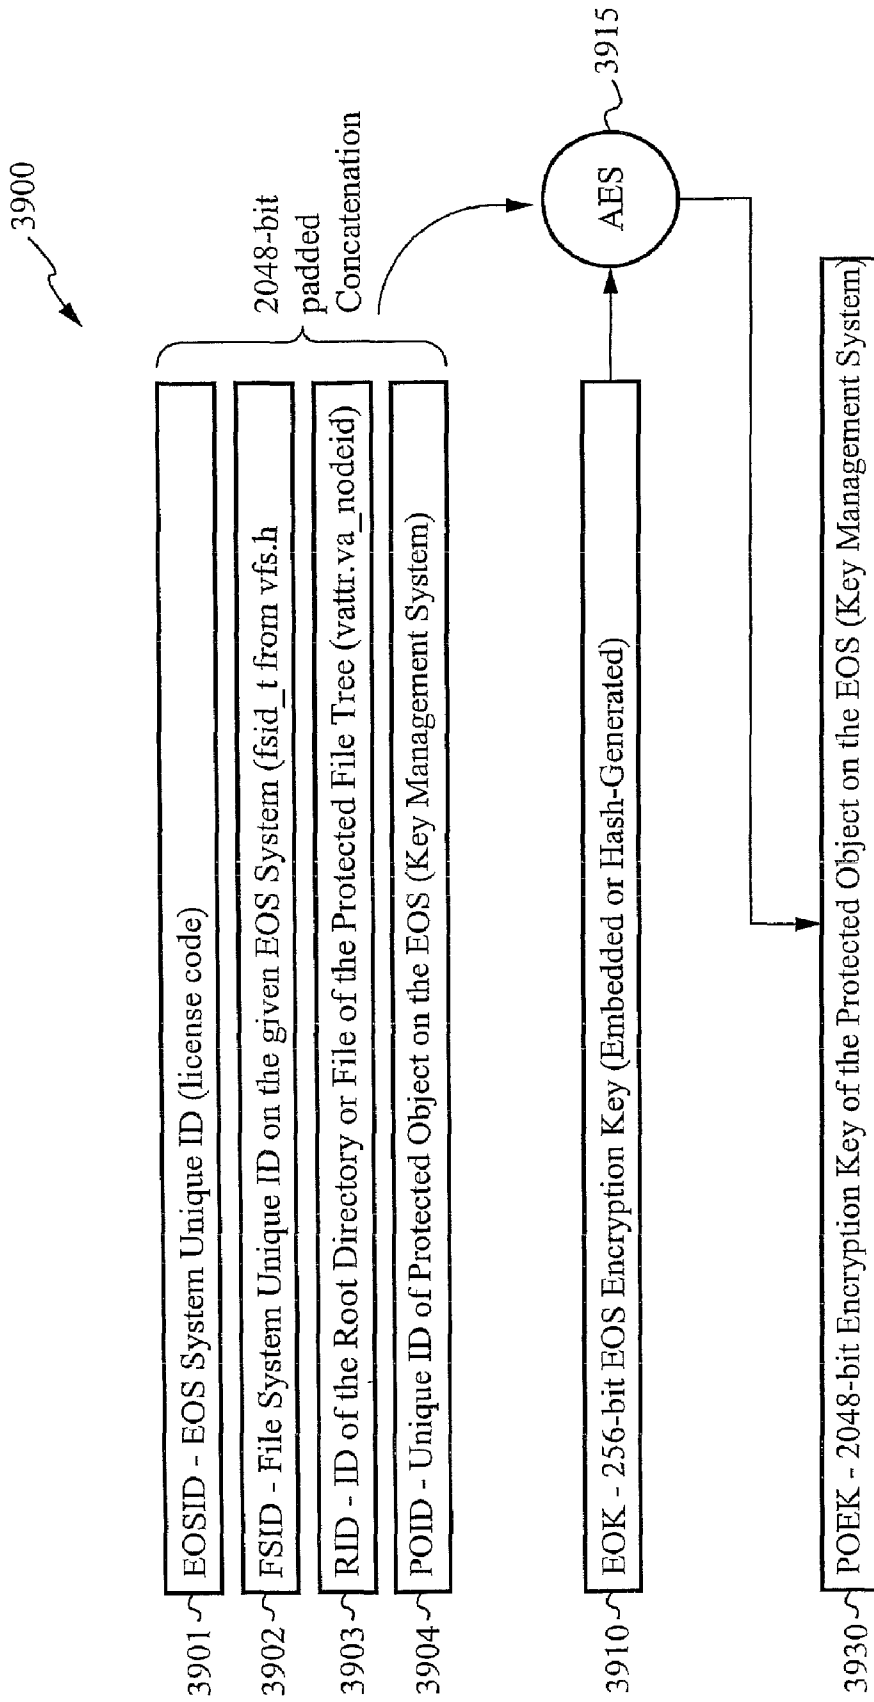 3900
3901
EOSID - EOS System Unique ID (license code)
3902
FSID - File System Unique ID on the given EOS System (fsid_t from vfs.h
3903
RID - ID of the Root Directory or File of the Protected File Tree (vattr.va_nodeid)
3904
POID - Unique ID of Protected Object on the EOS (Key Management System)
2048-bit
padded
Concatenation
3910
EOK - 256-bit EOS Encryption Key (Embedded or Hash-Generated)
AES
3915
3930
POEK - 2048-bit Encryption Key of the Protected Object on the EOS (Key Management System)